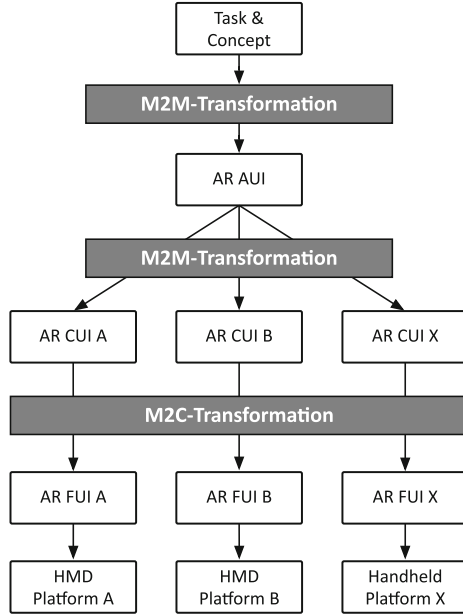 Task &
Concept
M2M-Transformation
AR AUI
M2M-Transformation
AR CUI A
AR CUI B
AR CUI X
M2C-Transformation
AR FUI A
AR FUI B
AR FUI X
HMD
Platform A
HMD
Platform B
Handheld
Platform X